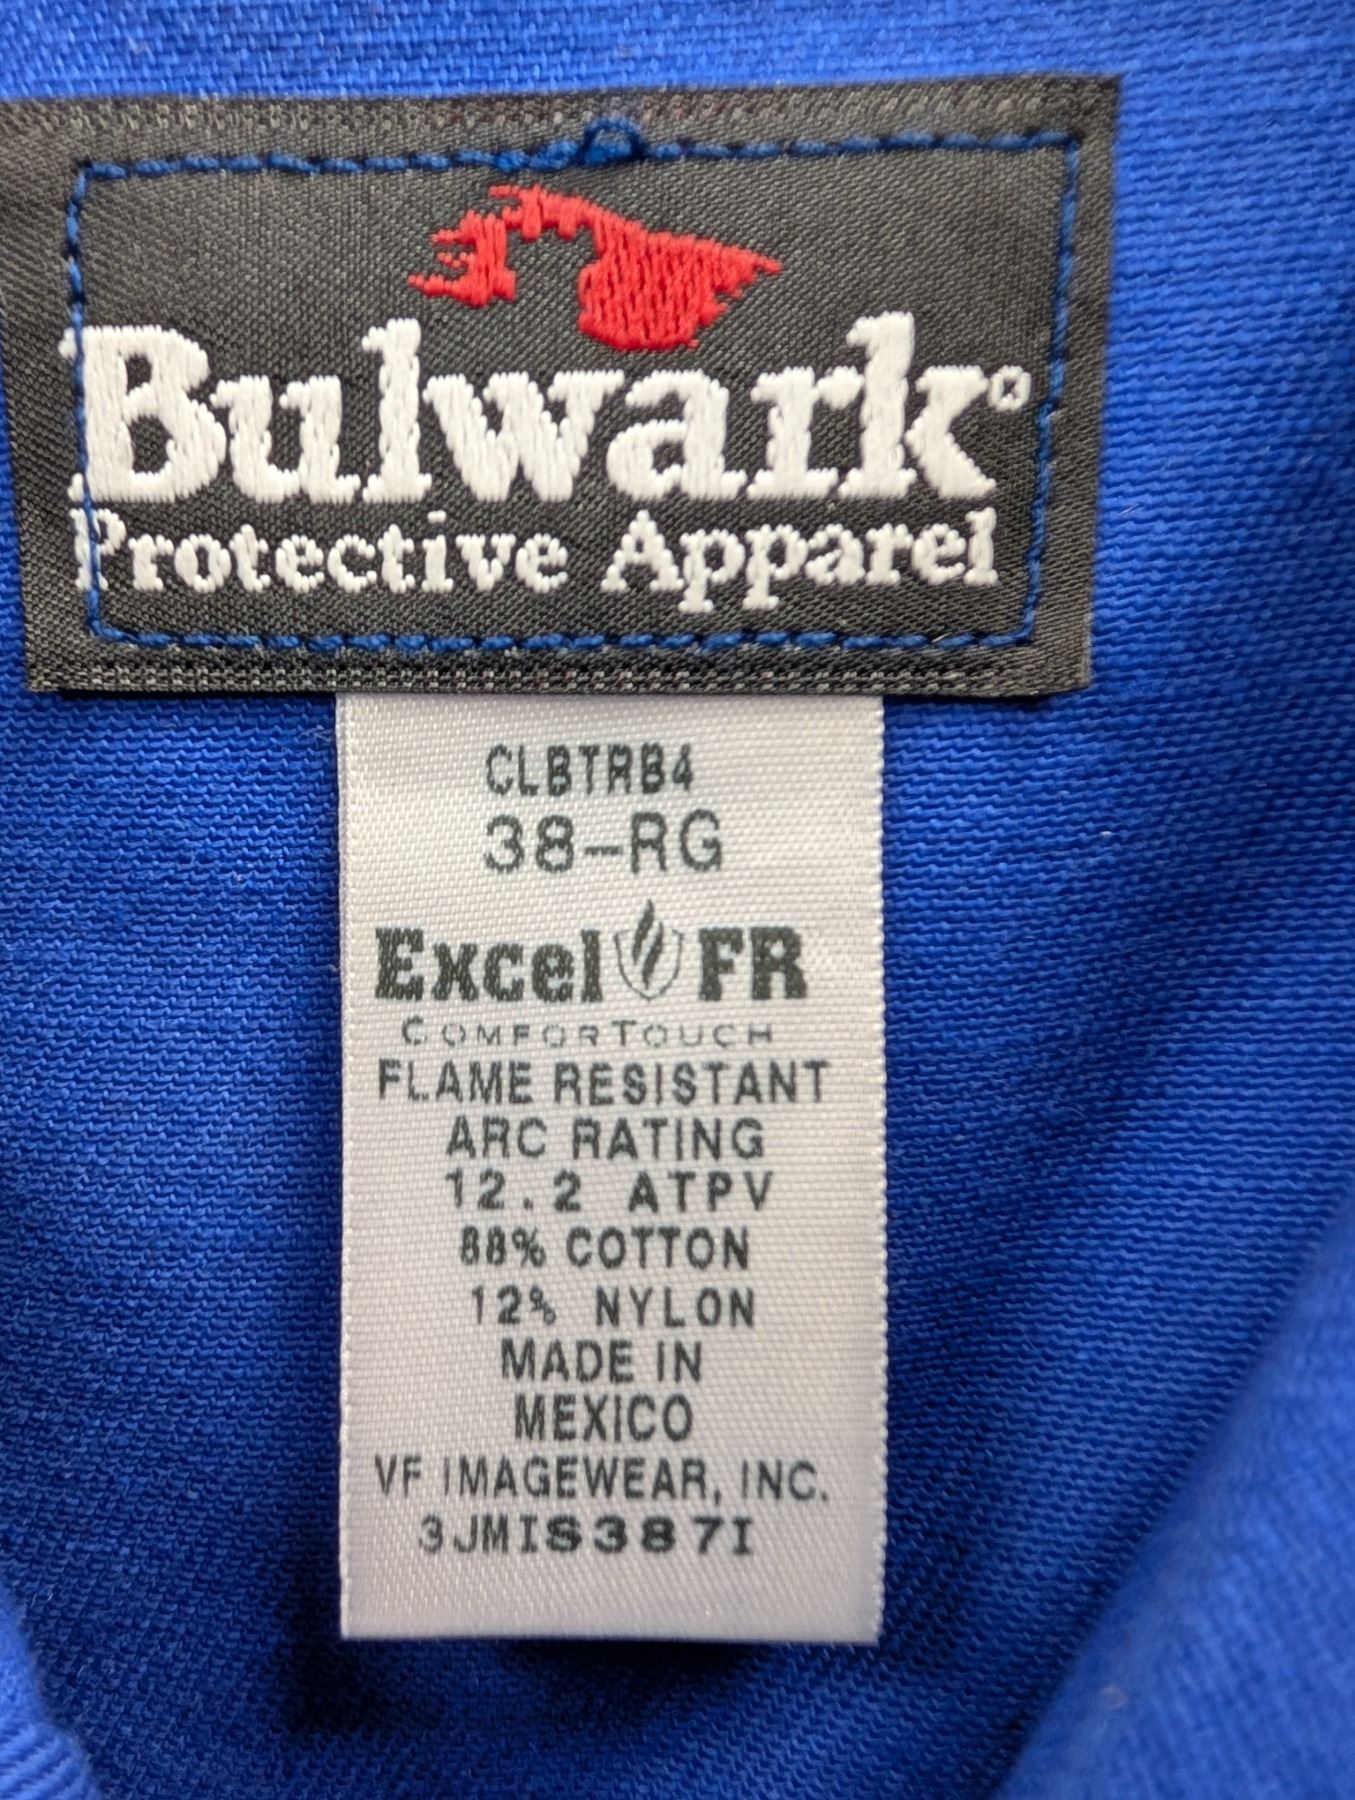 Bulwark®
Protective Apparel
CLBTRB4
38-RG
Excel FR
COMFORTOUCH
FLAME RESISTANT
ARC RATING
12.2 ATPV
88% COTTON
12% NYLON
MADE IN
MEXICO
VF IMAGEWEAR, INC.
3JMIS387I